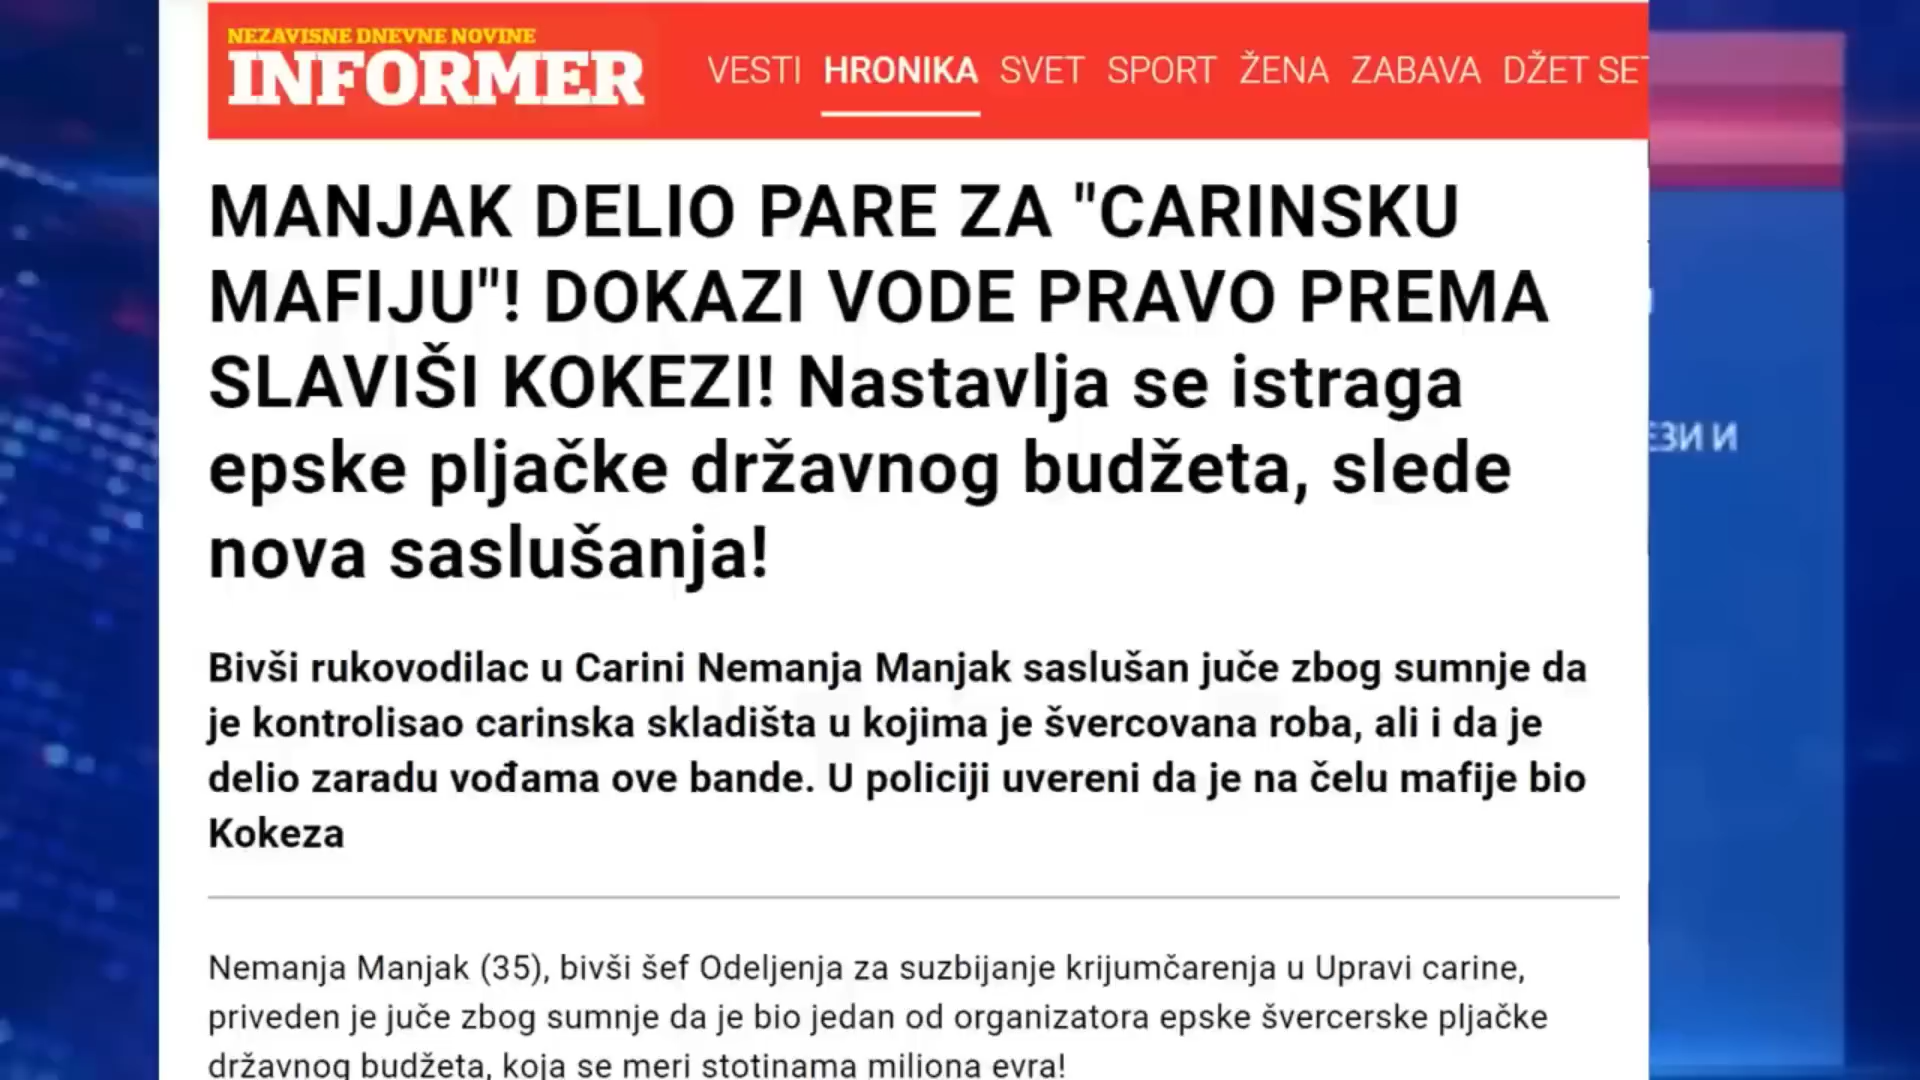 NEZAVISNE DNEVNE NOVINE
INFORMER
VESTI HRONIKA SVET SPORT ŽENA ZABAVA DŽET SET
MANJAK DELIO PARE ZA "CARINSKU
MAFIJU"! DOKAZI VODE PRAVO PREMA
SLAVIŠI KOKEZI! Nastavlja se istraga
epske pljačke državnog budžeta, slede
nova saslušanja!
Bivši rukovodilac u Carini Nemanja Manjak saslušan juče zbog sumnje da
je kontrolisao carinska skladišta u kojima je švercovana roba, ali i da je
delio zaradu vođama ove bande. U policiji uvereni da je na čelu mafije bio
Kokeza
Nemanja Manjak (35), bivši šef Odeljenja za suzbijanje krijumčarenja u Upravi carine,
priveden je juče zbog sumnje da je bio jedan od organizatora epske švercerske pljačke
državnog budžeta, koja se meri stotinama miliona evra!